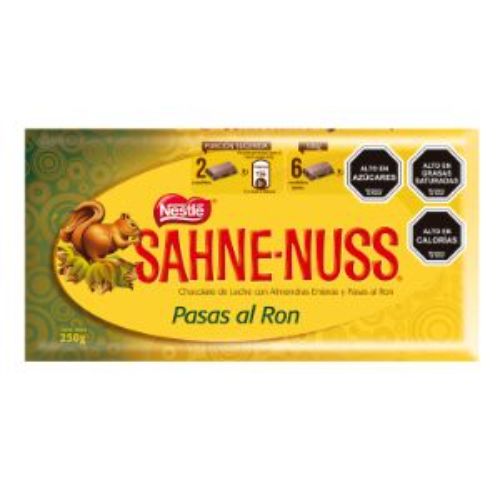 PORCIÓN SUGERIDA
100g
2
6
ALTO EN
AZÚCARES
ALTO EN
GRASAS
SATURADAS
ALTO EN
CALORÍAS
Nestlé
SAHNE-NUSS
Chocolate de Leche con Almendras Enteras y Pasas al Ron
Pasas al Ron
250g